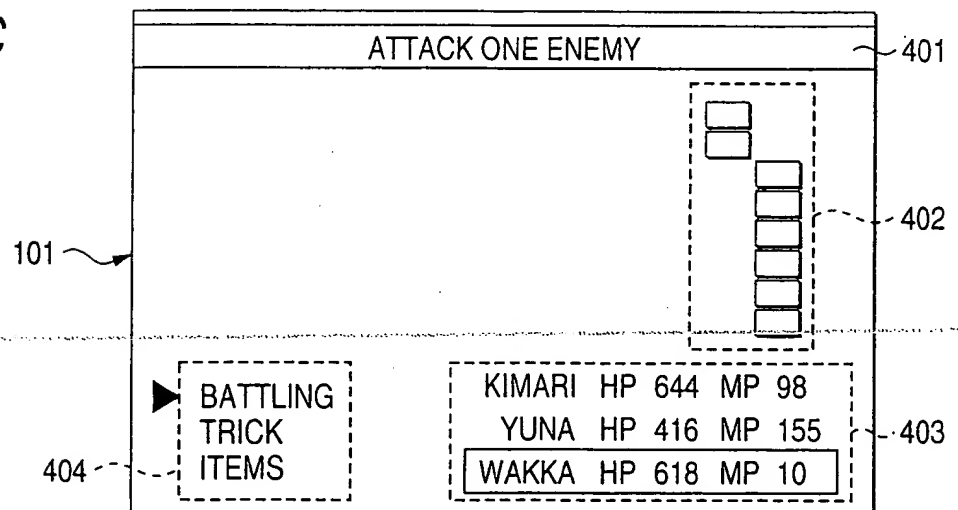 C
ATTACK ONE ENEMY
401
402
101
BATTLING
TRICK
ITEMS
404
KIMARI HP 644 MP 98
YUNA HP 416 MP 155
WAKKA HP 618 MP 10
403